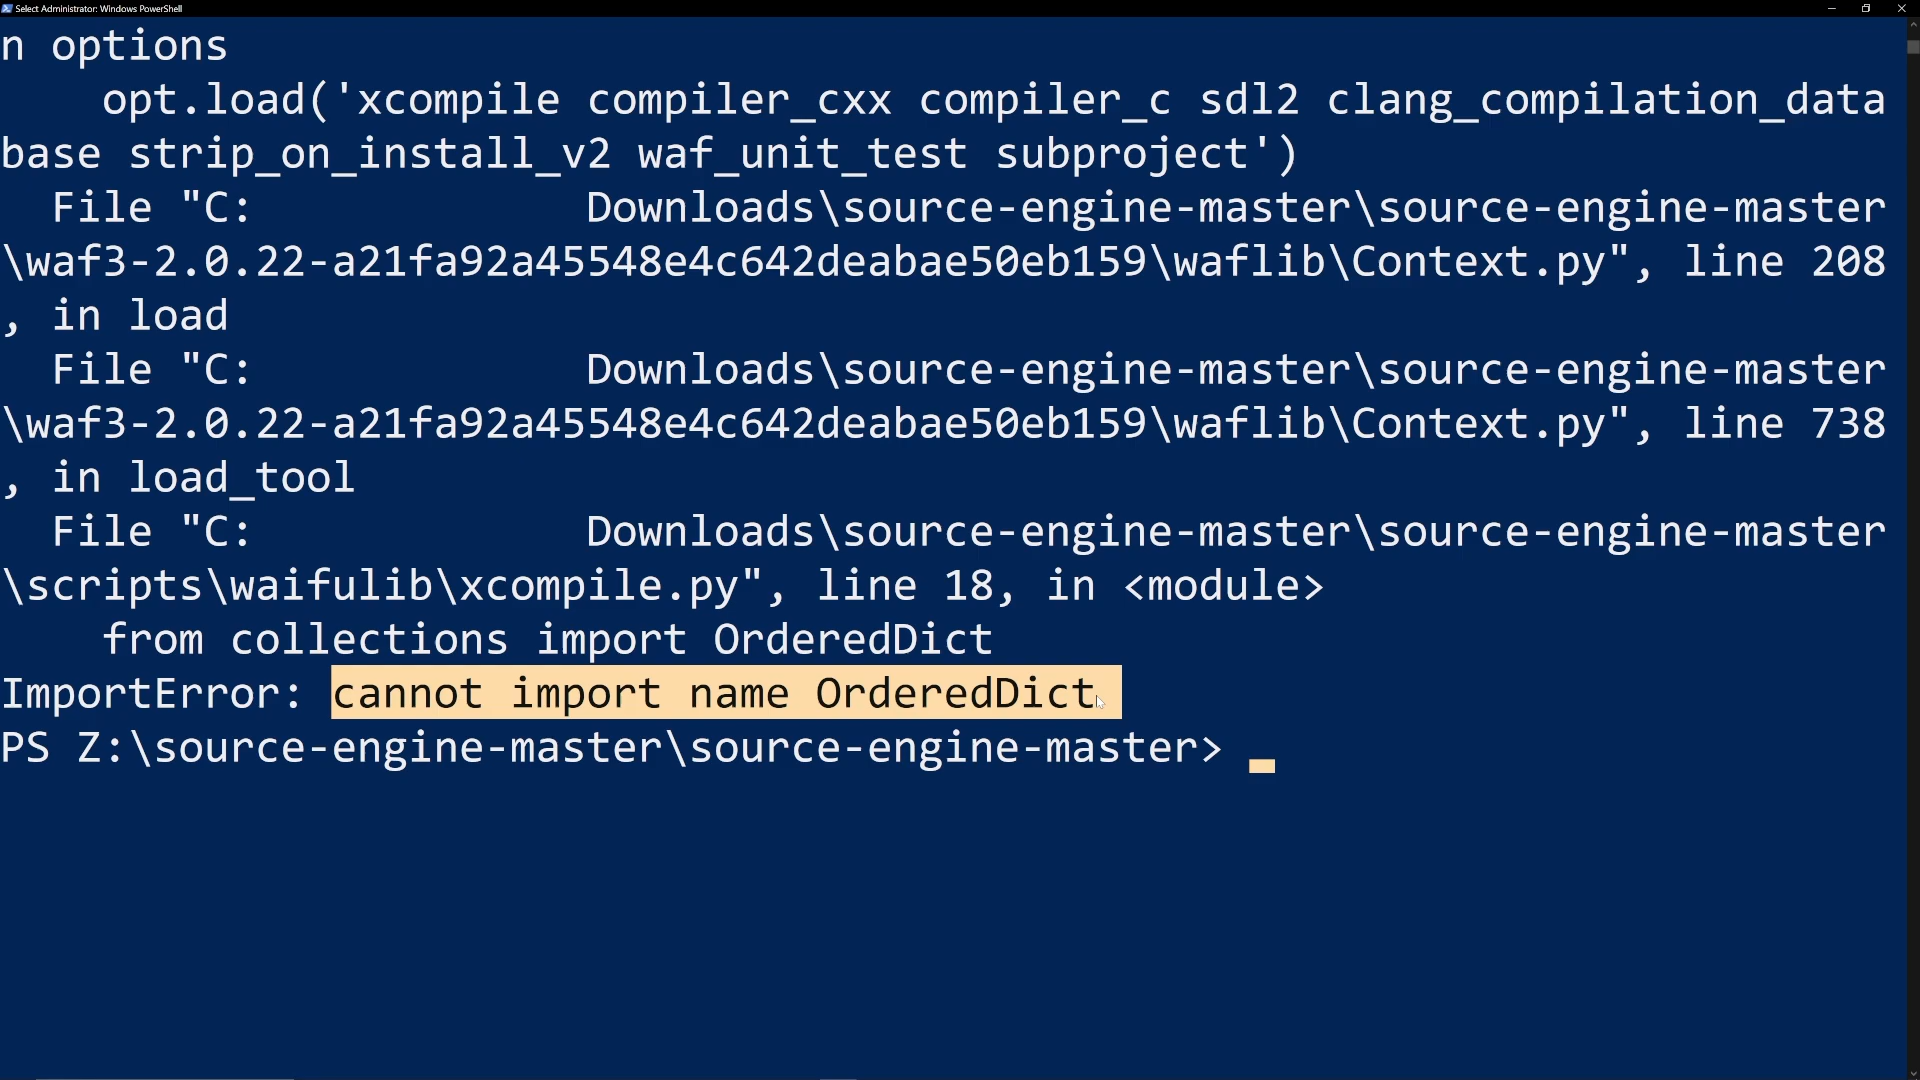 Select Administrator: Windows PowerShell
n options
opt.load('xcompile compiler_cxx compiler_c sdl2 clang_compilation_data
base strip_on_install_v2 waf_unit_test subproject')
File "C: Downloads\source-engine-master\source-engine-master
\waf3-2.0.22-a21fa92a45548e4c642deabae50eb159\waflib\Context.py", line 208
, in load
File "C: Downloads\source-engine-master\source-engine-master
\waf3-2.0.22-a21fa92a45548e4c642deabae50eb159\waflib\Context.py", line 738
, in load_tool
File "C: Downloads\source-engine-master\source-engine-master
\scripts\waifulib\xcompile.py", line 18, in <module>
from collections import OrderedDict
ImportError: cannot import name OrderedDict
PS Z:\source-engine-master\source-engine-master>